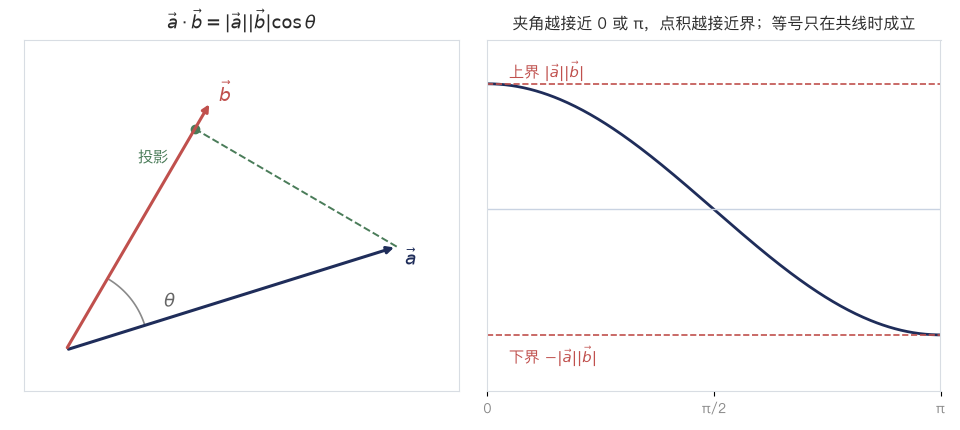 a⃗ · b⃗ = |a⃗||b⃗|cos θ
b⃗
投影
a⃗
θ
夹角越接近 0 或 π，点积越接近界；等号只在共线时成立
上界 |a⃗||b⃗|
下界 −|a⃗||b⃗|
0
π/2
π